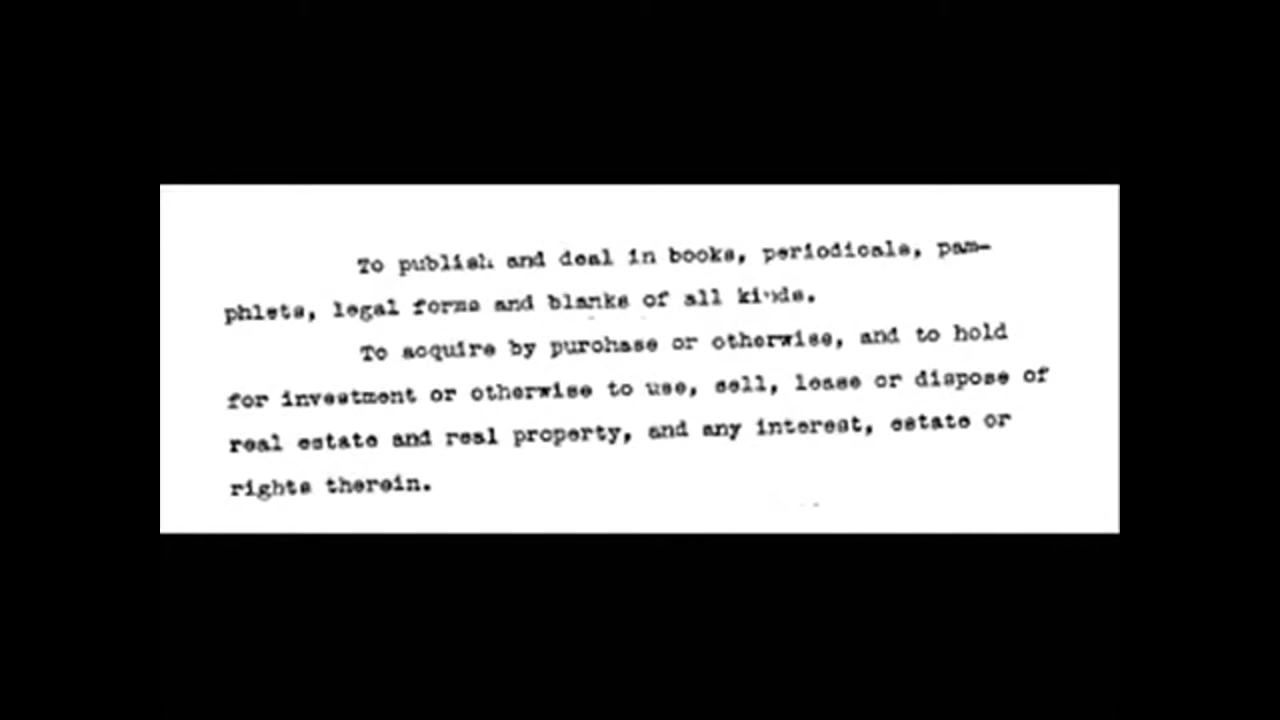 To publish and deal in books, periodicals, pam-
phlets, legal forms and blanks of all kinds.
To acquire by purchase or otherwise, and to hold
for investment or otherwise to use, sell, lease or dispose of
real estate and real property, and any interest, estate or
rights therein.